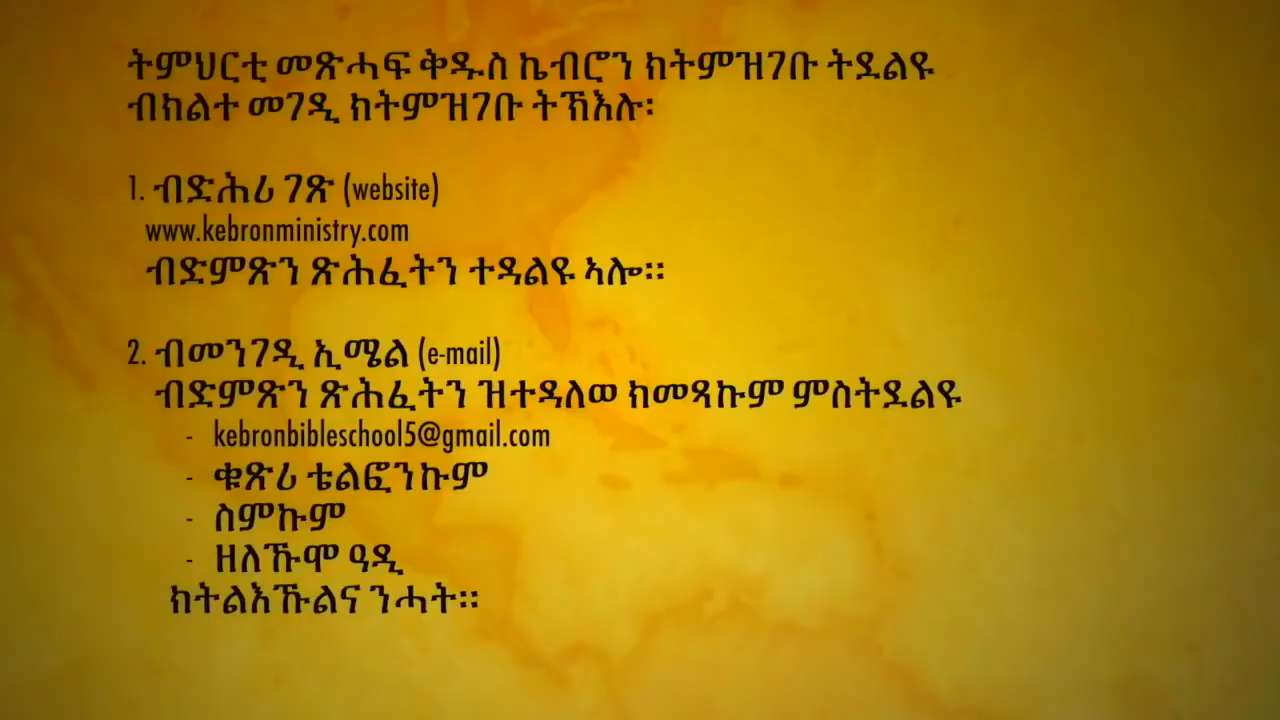 ትምህርቲ መጽሓፍ ቅዱስ ኬብሮን ክትምዝገቡ ትደልዩ
ብክልተ መገዲ ክትምዝገቡ ትኽእሉ፡
1. ብድሕሪ ገጽ (website)
www.kebronministry.com
ብድምጽን ጽሕፈትን ተዳልዩ ኣሎ።
2. ብመንገዲ ኢሜል (e-mail)
ብድምጽን ጽሕፈትን ዝተዳለወ ክመጻኩም ምስትደልዩ
- kebronbibleschool5@gmail.com
- ቁጽሪ ቴልፎንኩም
- ስምኩም
- ዘለኹሞ ዓዲ
ክትልእኹልና ንሓት።